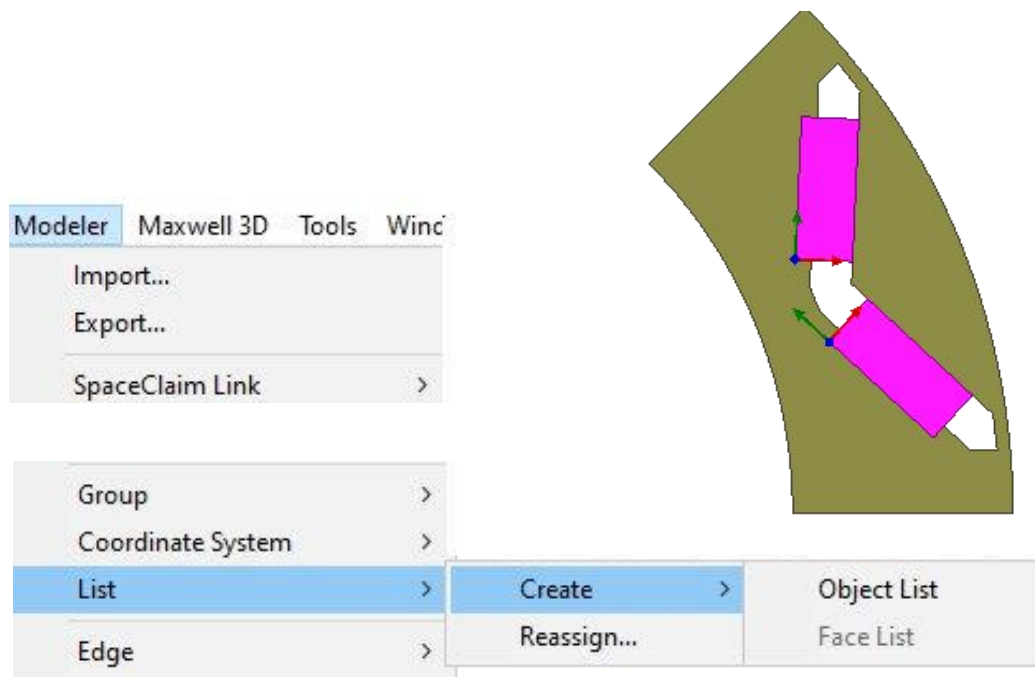 Modeler Maxwell 3D Tools
Import...
Export...
SpaceClaim Link
Group
Coordinate System
List Create Object List
Reassign... Face List
Edge